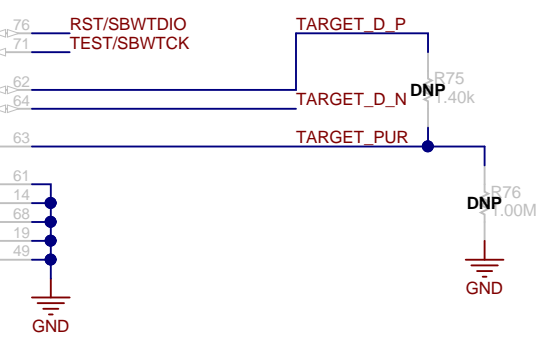 76 RST/SBWTDIO TARGET_D_P
71 TEST/SBWTCK
R75
62 DNP
1.40k
64 TARGET_D_N
63 TARGET_PUR
61
R76
14 DNP
1.00M
68
19
49
GND
GND